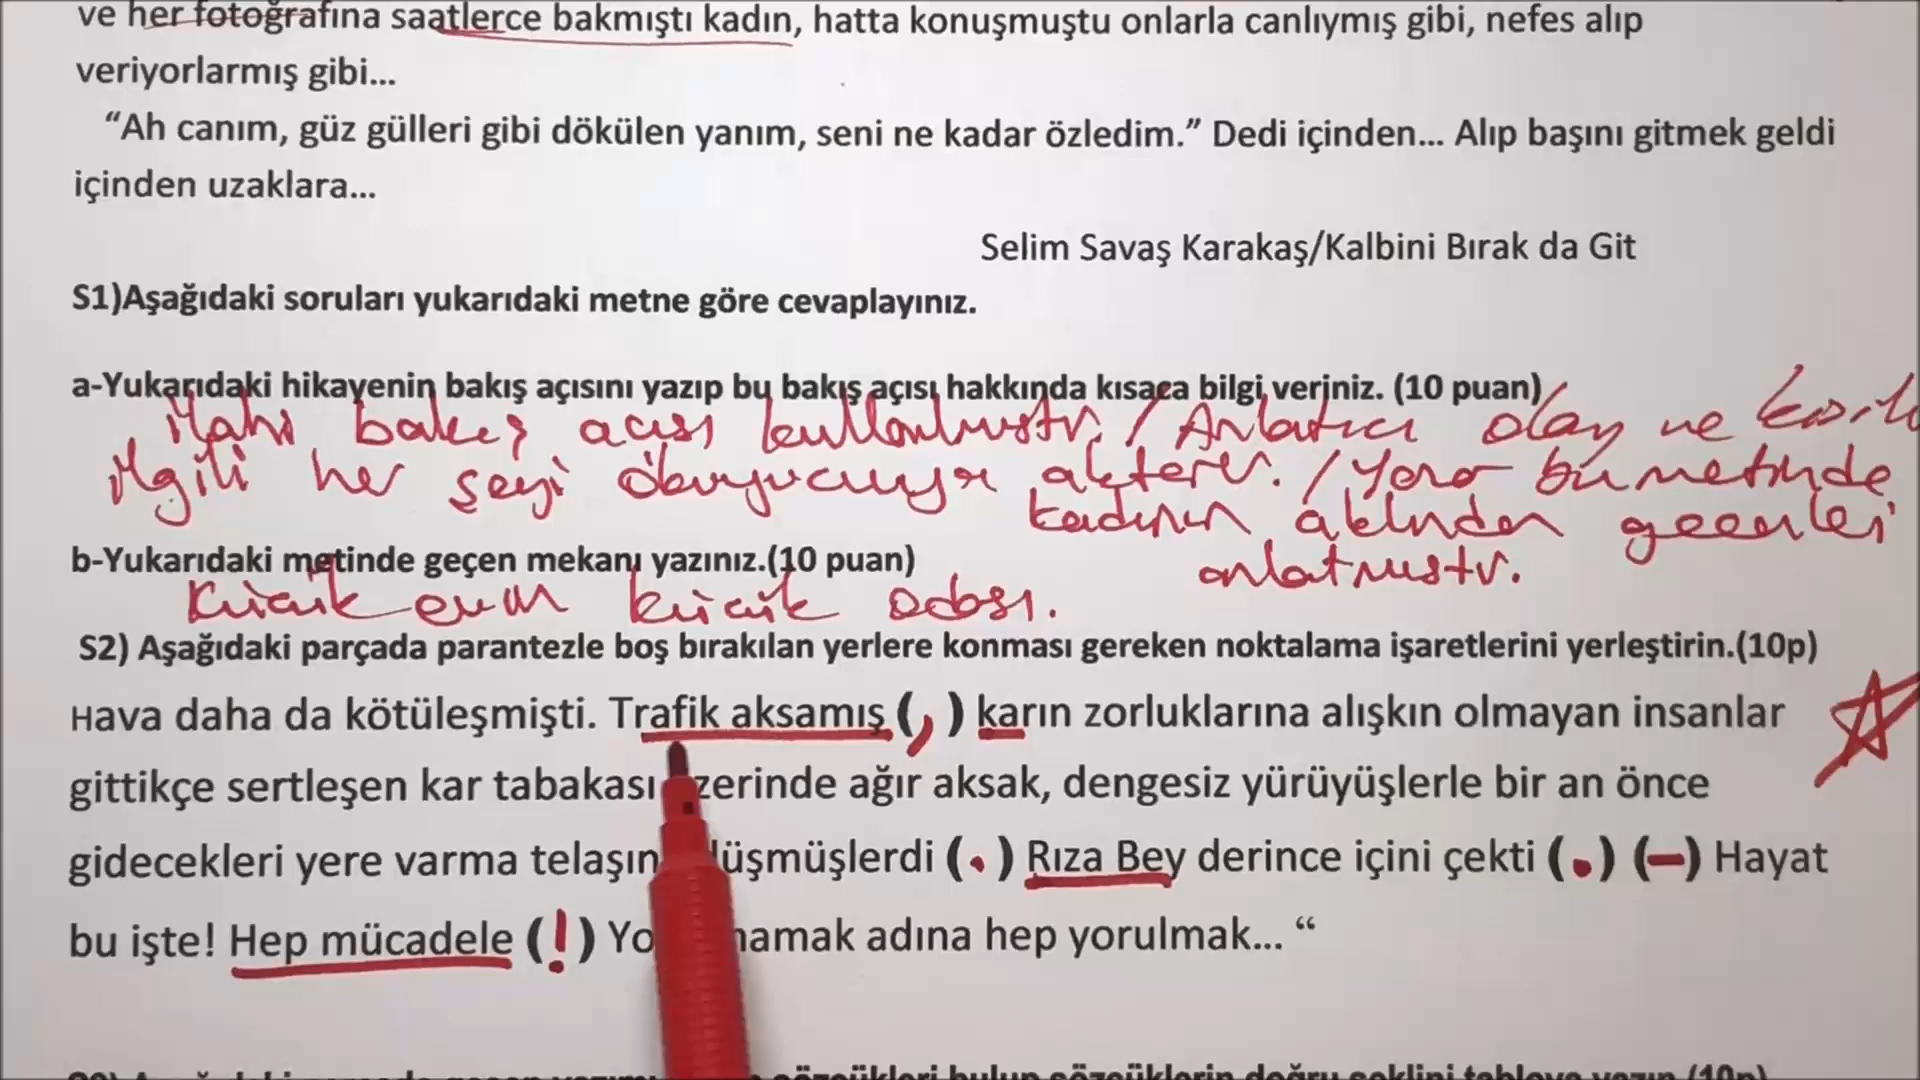 ve her fotoğrafına saatlerce bakmıştı kadın, hatta konuşmuştu onlarla canlıymış gibi, nefes alıp
veriyorlarmış gibi...
“Ah canım, güz gülleri gibi dökülen yanım, seni ne kadar özledim.” Dedi içinden... Alıp başını gitmek geldi
içinden uzaklara...
Selim Savaş Karakaş/Kalbini Bırak da Git
S1)Aşağıdaki soruları yukarıdaki metne göre cevaplayınız.
a-Yukarıdaki hikayenin bakış açısını yazıp bu bakış açısı hakkında kısaca bilgi veriniz. (10 puan)
İlahi bakış açısı kullanılmıştır. / Anlatıcı olay ve
ilgili her şeyi okuyucuya aktarır. / Yazar bu metinde
kadının aklından geçenleri
anlatmıştır.
b-Yukarıdaki metinde geçen mekanı yazınız.(10 puan)
Küçük evin küçük odası.
S2) Aşağıdaki parçada parantezle boş bırakılan yerlere konması gereken noktalama işaretlerini yerleştirin.(10p)
Hava daha da kötüleşmişti. Trafik aksamış (,) karın zorluklarına alışkın olmayan insanlar
gittikçe sertleşen kar tabakası zerinde ağır aksak, dengesiz yürüyüşlerle bir an önce
gidecekleri yere varma telaşın üşmüşlerdi (.) Rıza Bey derince içini çekti (.) (–) Hayat
bu işte! Hep mücadele (!) Yo mamak adına hep yorulmak... “